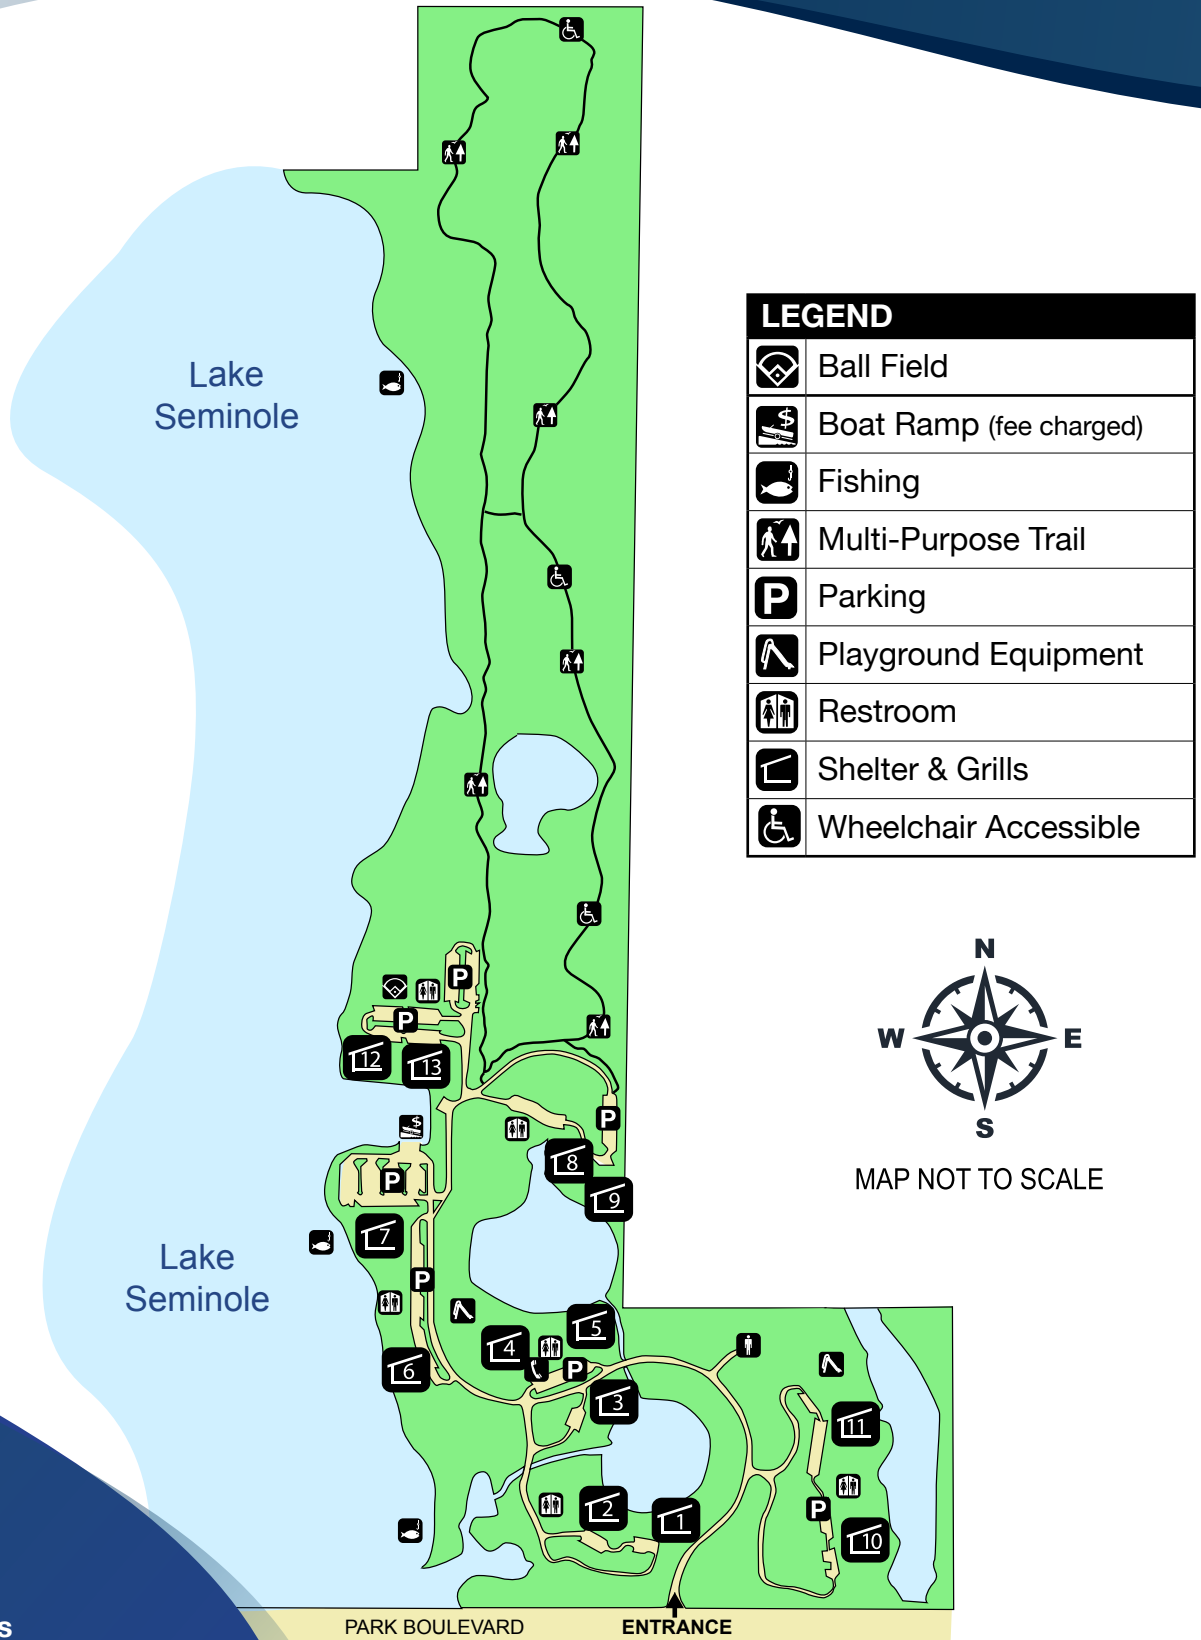 Lake
Seminole
LEGEND
Ball Field
$
Boat Ramp (fee charged)
Fishing
Multi-Purpose Trail
P
Parking
Playground Equipment
Restroom
Shelter & Grills
Wheelchair Accessible
N
W
E
S
MAP NOT TO SCALE
P
P
12
13
$
P
8
9
P
7
Lake
Seminole
P
5
4
6
P
3
11
2
1
P
10
s
PARK BOULEVARD
ENTRANCE